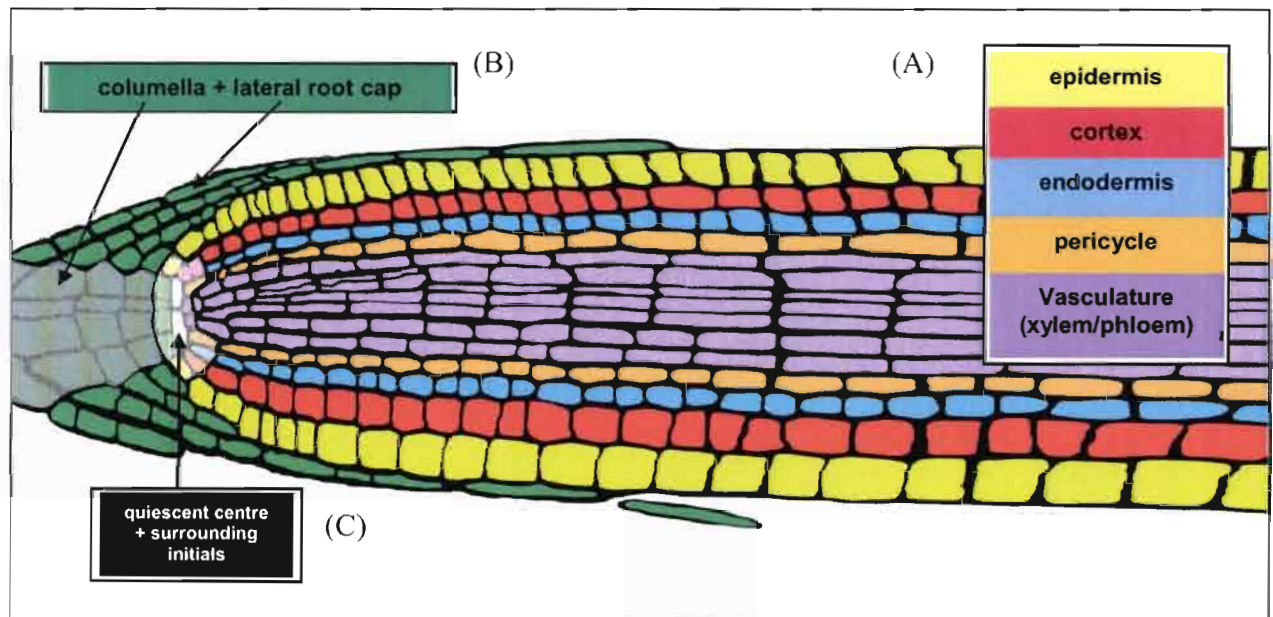 (B)
(A)
columella + lateral root cap
epidermis
cortex
endodermis
pericycle
Vasculature
(xylem/phloem)
quiescent centre
+ surrounding
initials
(C)